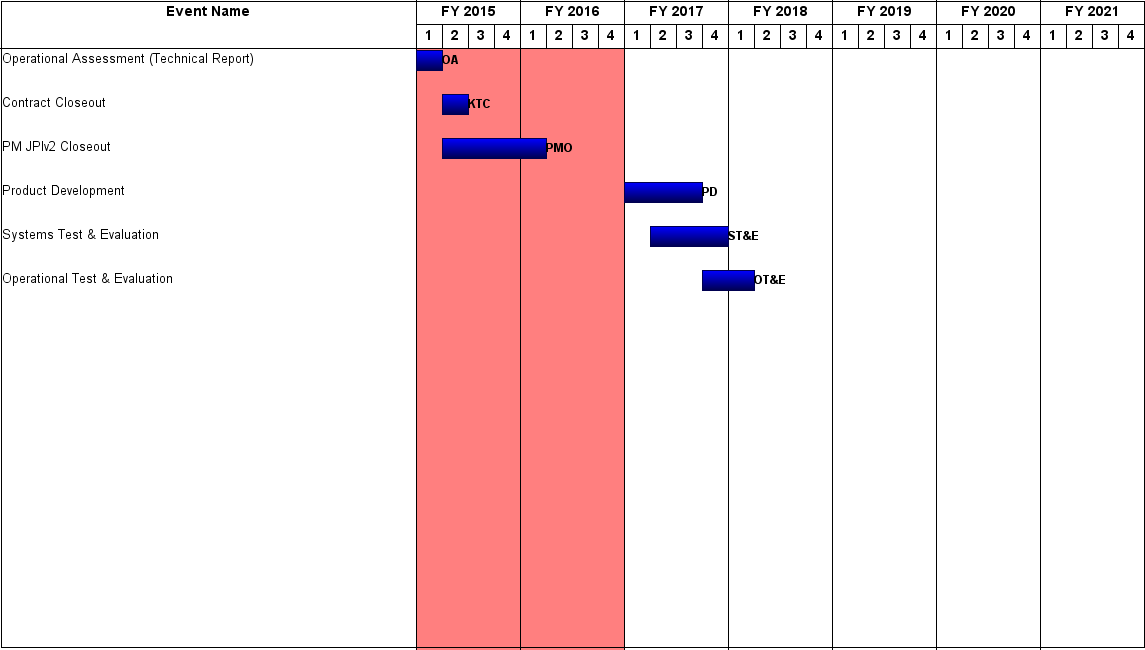 Event Name FY 2015 FY 2016 FY 2017 FY 2018 FY 2019 FY 2020 FY 2021
1 2 3 4 1 2 3 4 1 2 3 4 1 2 3 4 1 2 3 4 1 2 3 4 1 2 3 4
Operational Assessment (Technical Report) OA
Contract Closeout KTC
PM JPIv2 Closeout PMO
Product Development PD
Systems Test & Evaluation ST&E
Operational Test & Evaluation OT&E